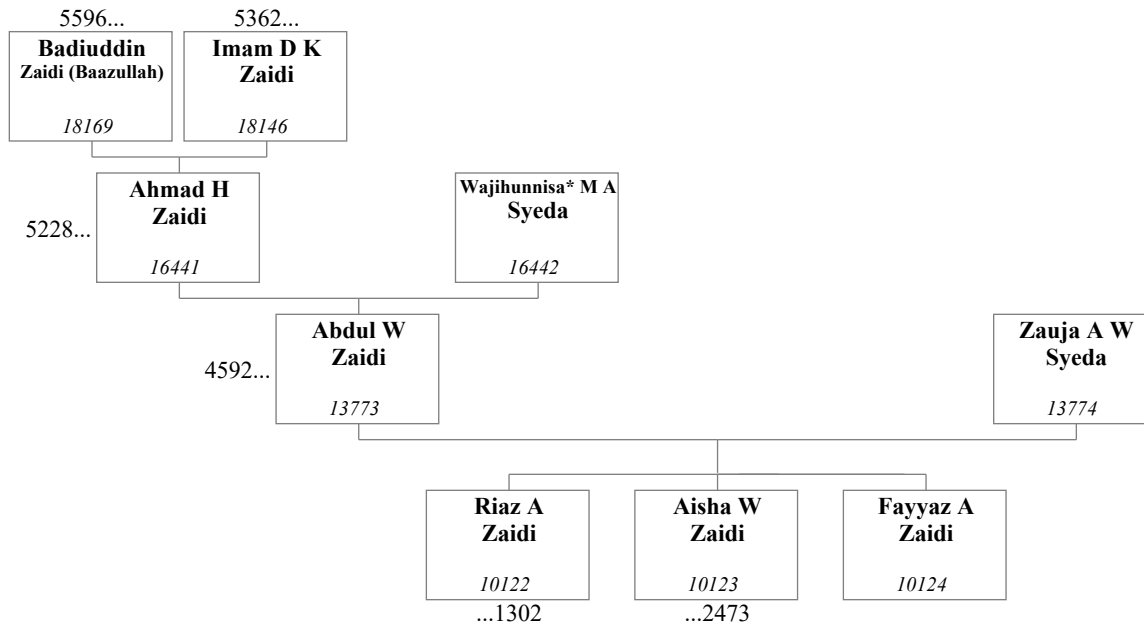 5596...
5362...
Badiuddin
Zaidi (Baazullah)
18169
Imam D K
Zaidi
18146
5228...
Ahmad H
Zaidi
16441
Wajihunnisa* M A
Syeda
16442
4592...
Abdul W
Zaidi
13773
Zauja A W
Syeda
13774
Riaz A
Zaidi
10122
...1302
Aisha W
Zaidi
10123
...2473
Fayyaz A
Zaidi
10124